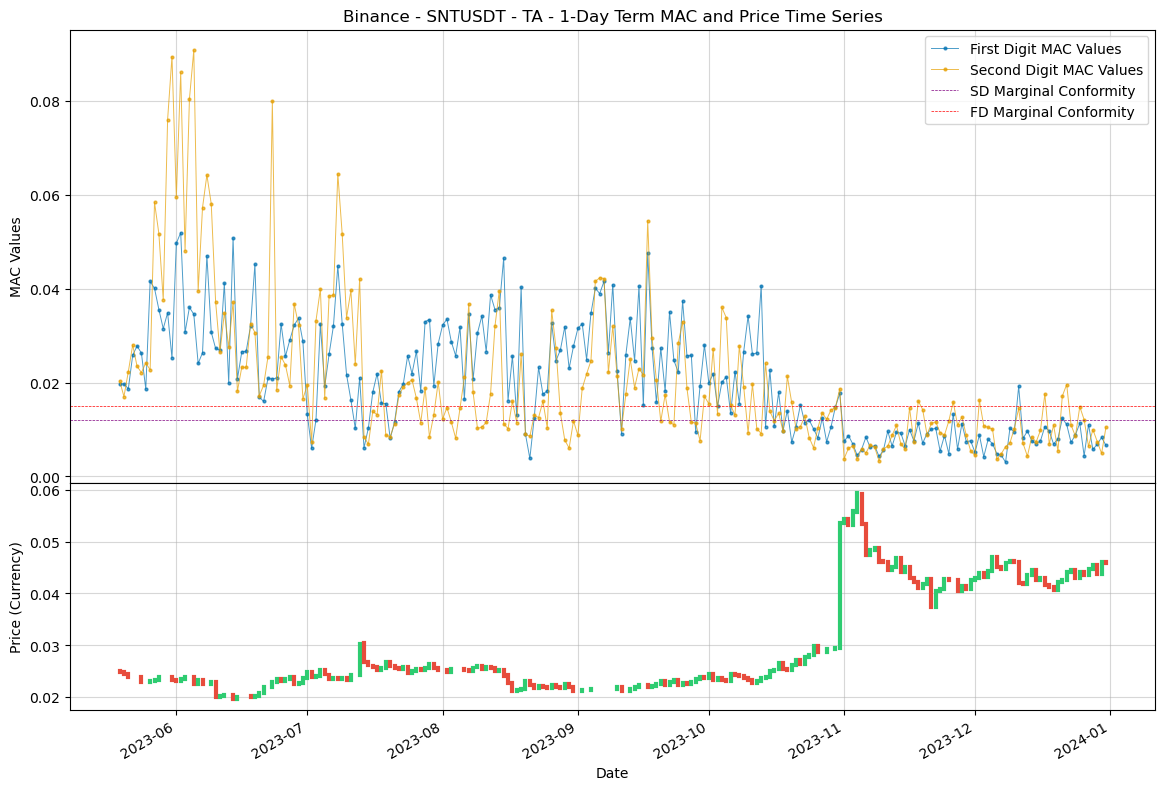 Binance - SNTUSDT - TA - 1-Day Term MAC and Price Time Series
First Digit MAC Values
Second Digit MAC Values
SD Marginal Conformity
FD Marginal Conformity
MAC Values
0.08
0.06
0.04
0.02
0.00
Price (Currency)
0.06
0.05
0.04
0.03
0.02
2023-06
2023-07
2023-08
2023-09
2023-10
2023-11
2023-12
2024-01
Date